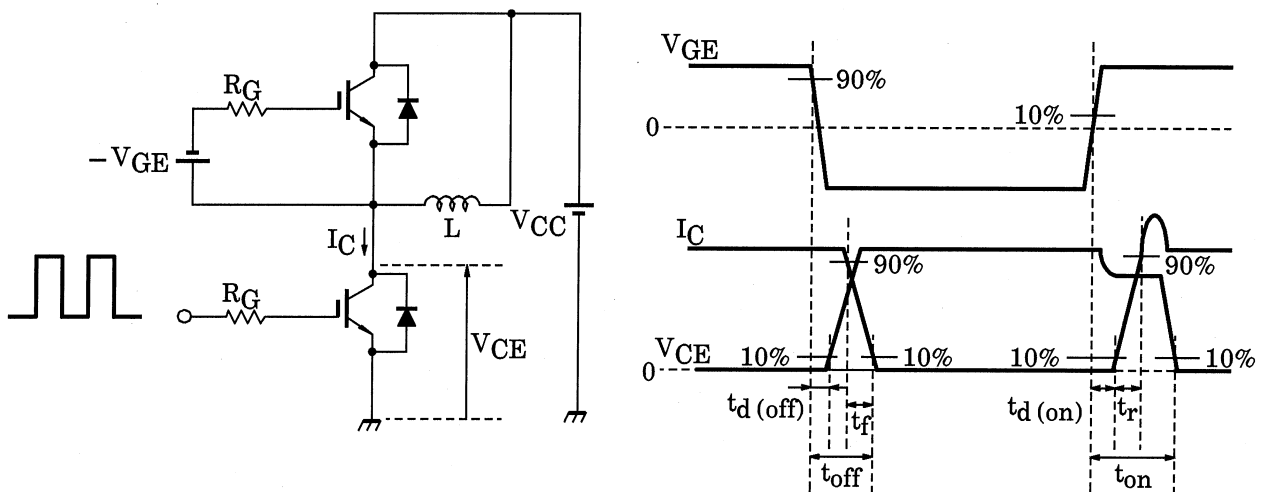 RG
−VGE
L
VCC
IC
RG
VCE
VGE
90%
10%
0
IC
90%
90%
VCE
10%
10%
10%
10%
0
td (off)
tf
td (on)
tr
toff
ton